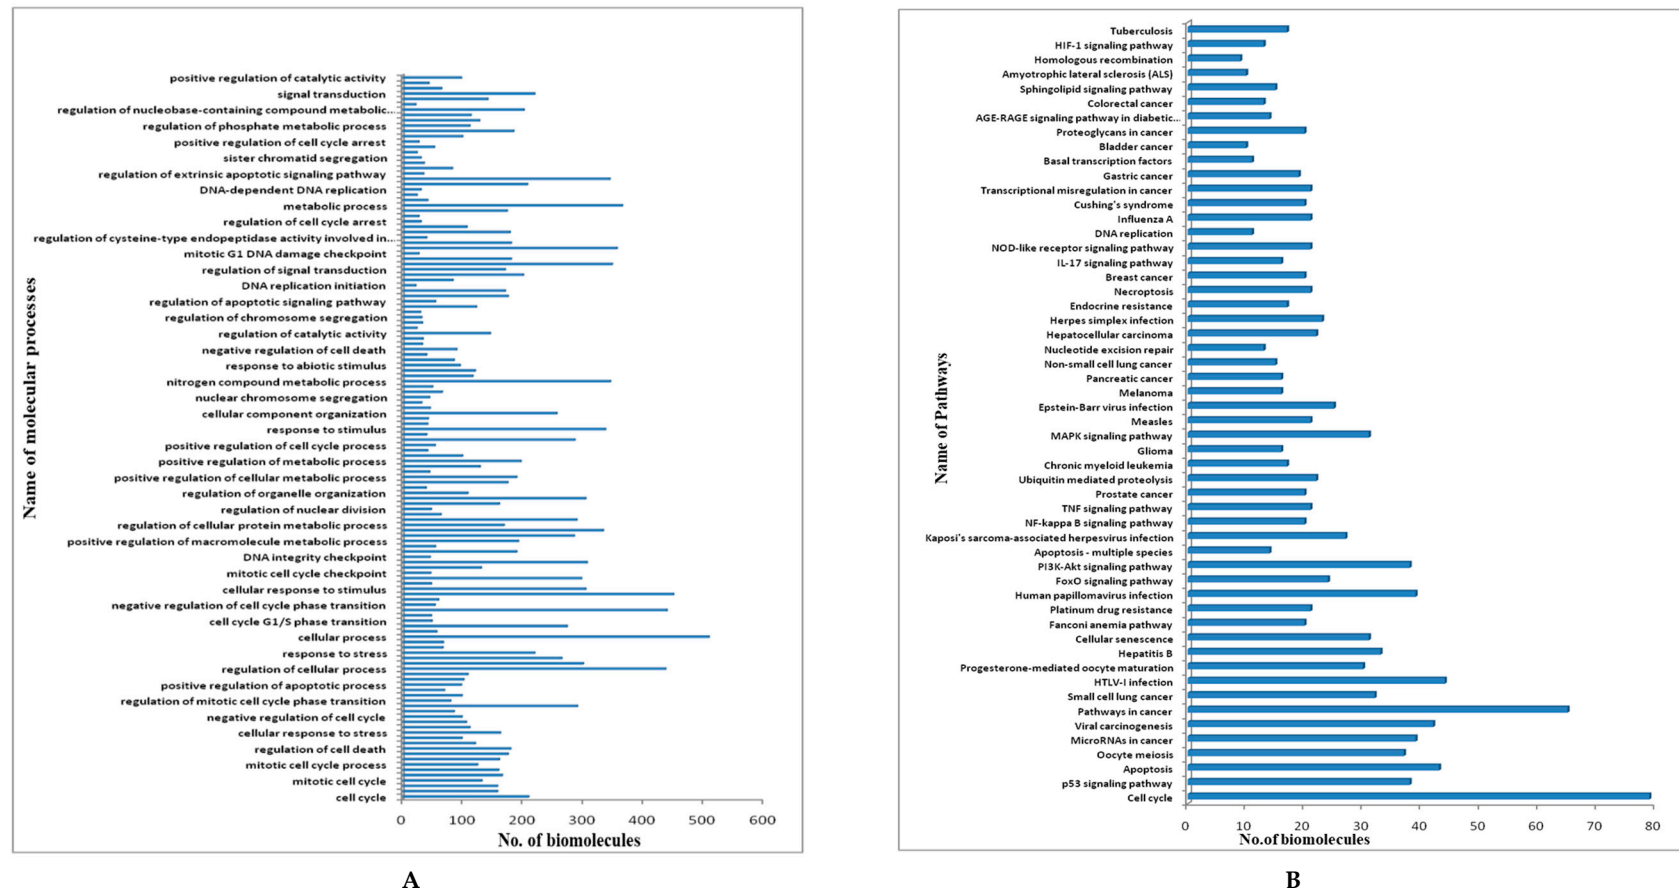 Name of molecular processes
positive regulation of catalytic activity
signal transduction
regulation of nucleobase-containing compound metabolic...
regulation of phosphate metabolic process
positive regulation of cell cycle arrest
sister chromatid segregation
regulation of extrinsic apoptotic signaling pathway
DNA-dependent DNA replication
metabolic process
regulation of cell cycle arrest
regulation of cysteine-type endopeptidase activity involved in...
mitotic G1 DNA damage checkpoint
regulation of signal transduction
DNA replication initiation
regulation of apoptotic signaling pathway
regulation of chromosome segregation
regulation of catalytic activity
negative regulation of cell death
response to abiotic stimulus
nitrogen compound metabolic process
nuclear chromosome segregation
cellular component organization
response to stimulus
positive regulation of cell cycle process
positive regulation of metabolic process
positive regulation of cellular metabolic process
regulation of organelle organization
regulation of nuclear division
regulation of cellular protein metabolic process
positive regulation of macromolecule metabolic process
DNA integrity checkpoint
mitotic cell cycle checkpoint
cellular response to stimulus
negative regulation of cell cycle phase transition
cell cycle G1/S phase transition
cellular process
response to stress
regulation of cellular process
positive regulation of apoptotic process
regulation of mitotic cell cycle phase transition
negative regulation of cell cycle
cellular response to stress
regulation of cell death
mitotic cell cycle process
mitotic cell cycle
cell cycle
0 100 200 300 400 500 600
No. of biomolecules
A
Name of Pathways
Tuberculosis
HIF-1 signaling pathway
Homologous recombination
Amyotrophic lateral sclerosis (ALS)
Sphingolipid signaling pathway
Colorectal cancer
AGE-RAGE signaling pathway in diabetic...
Proteoglycans in cancer
Bladder cancer
Basal transcription factors
Gastric cancer
Transcriptional misregulation in cancer
Cushing's syndrome
Influenza A
DNA replication
NOD-like receptor signaling pathway
IL-17 signaling pathway
Breast cancer
Necroptosis
Endocrine resistance
Herpes simplex infection
Hepatocellular carcinoma
Nucleotide excision repair
Non-small cell lung cancer
Pancreatic cancer
Melanoma
Epstein-Barr virus infection
Measles
MAPK signaling pathway
Glioma
Chronic myeloid leukemia
Ubiquitin mediated proteolysis
Prostate cancer
TNF signaling pathway
NF-kappa B signaling pathway
Kaposi's sarcoma-associated herpesvirus infection
Apoptosis - multiple species
PI3K-Akt signaling pathway
FoxO signaling pathway
Human papillomavirus infection
Platinum drug resistance
Fanconi anemia pathway
Cellular senescence
Hepatitis B
Progesterone-mediated oocyte maturation
HTLV-I infection
Small cell lung cancer
Pathways in cancer
Viral carcinogenesis
MicroRNAs in cancer
Oocyte meiosis
Apoptosis
p53 signaling pathway
Cell cycle
0 10 20 30 40 50 60 70 80
No.of biomolecules
B